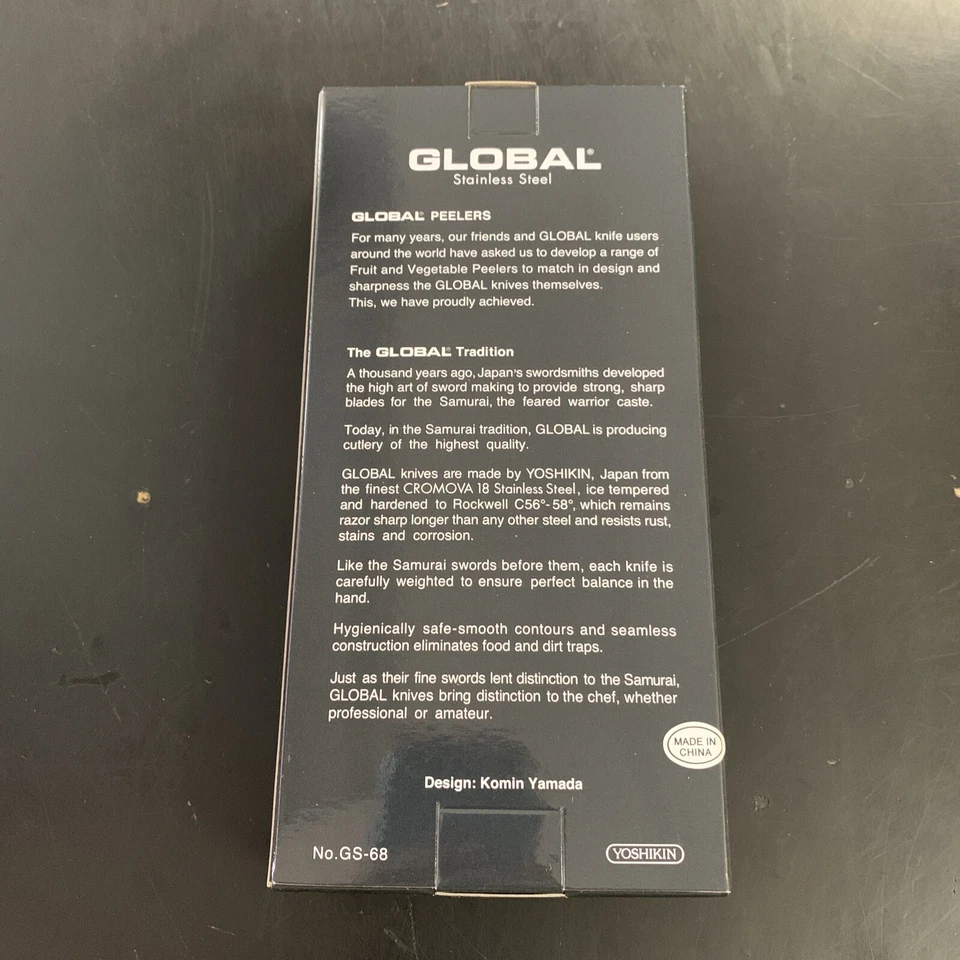 GLOBAL®
Stainless Steel
GLOBAL® PEELERS
For many years, our friends and GLOBAL knife users
around the world have asked us to develop a range of
Fruit and Vegetable Peelers to match in design and
sharpness the GLOBAL knives themselves.
This, we have proudly achieved.
The GLOBAL® Tradition
A thousand years ago, Japan's swordsmiths developed
the high art of sword making to provide strong, sharp
blades for the Samurai, the feared warrior caste.
Today, in the Samurai tradition, GLOBAL is producing
cutlery of the highest quality.
GLOBAL knives are made by YOSHIKIN, Japan from
the finest CROMOVA 18 Stainless Steel, ice tempered
and hardened to Rockwell C56°-58°, which remains
razor sharp longer than any other steel and resists rust,
stains and corrosion.
Like the Samurai swords before them, each knife is
carefully weighted to ensure perfect balance in the
hand.
Hygienically safe-smooth contours and seamless
construction eliminates food and dirt traps.
Just as their fine swords lent distinction to the Samurai,
GLOBAL knives bring distinction to the chef, whether
professional or amateur.
MADE IN
CHINA
Design: Komin Yamada
No.GS-68
YOSHIKIN